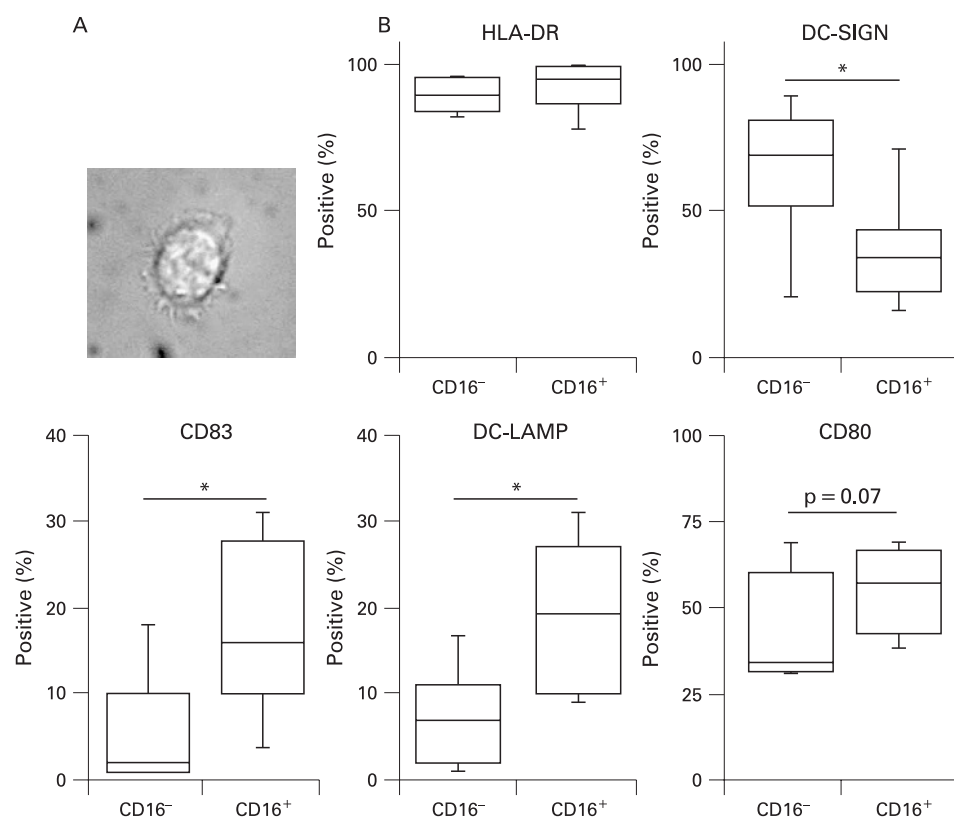 A
B
HLA-DR
100
50
0
Positive (%)
CD16⁻
CD16⁺
DC-SIGN
*
100
50
0
Positive (%)
CD16⁻
CD16⁺
CD83
*
40
30
20
10
0
Positive (%)
CD16⁻
CD16⁺
DC-LAMP
*
40
30
20
10
0
Positive (%)
CD16⁻
CD16⁺
CD80
p = 0.07
100
75
50
25
0
Positive (%)
CD16⁻
CD16⁺